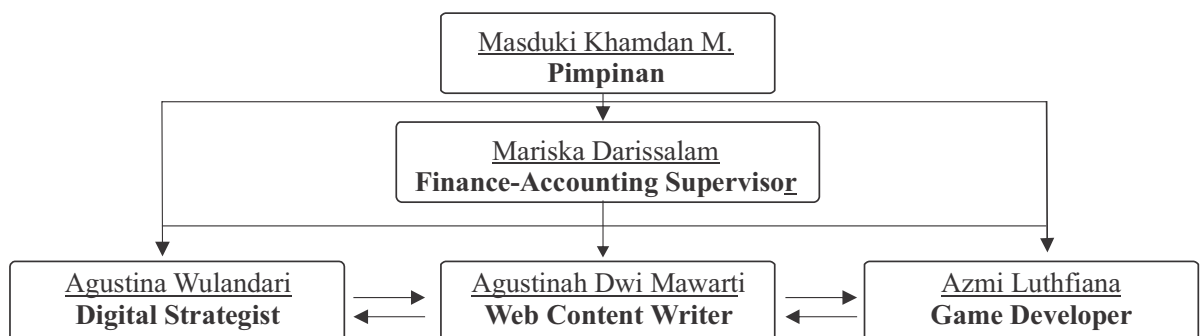 Masduki Khamdan M.
Pimpinan
Mariska Darissalam
Finance-Accounting Supervisor
Agustina Wulandari
Digital Strategist
Agustinah Dwi Mawarti
Web Content Writer
Azmi Luthfiana
Game Developer